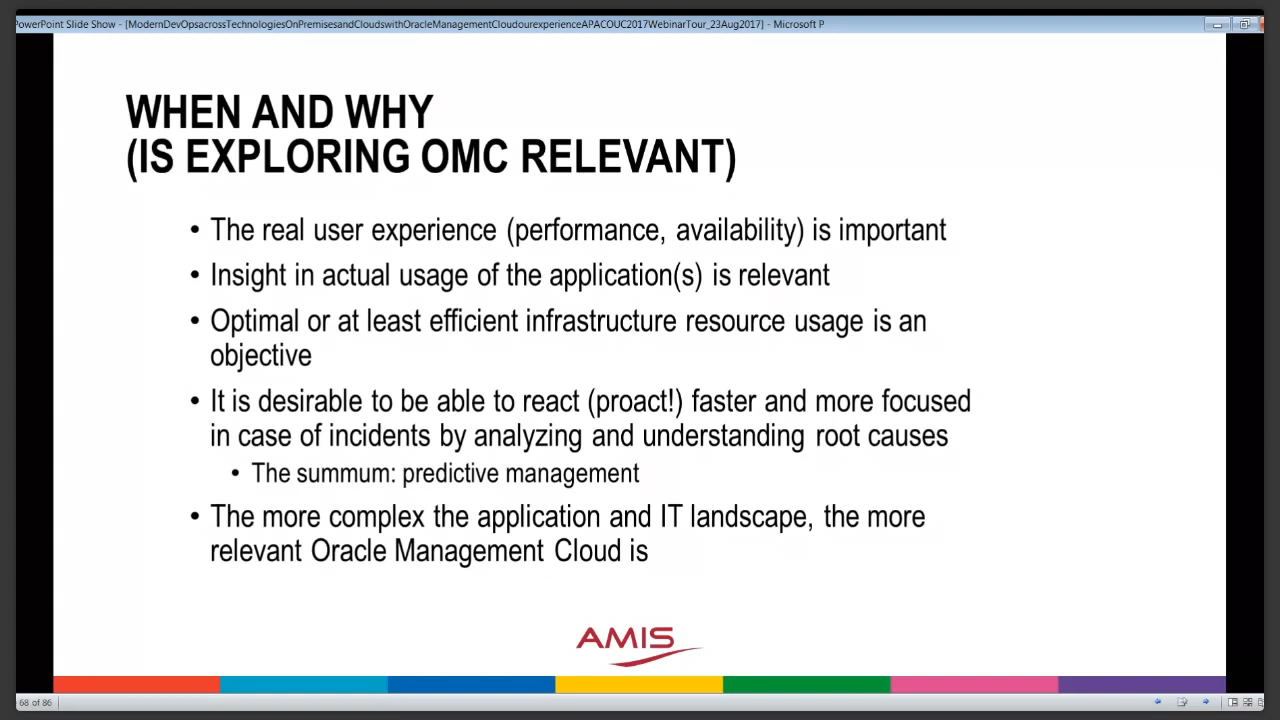 PowerPoint Slide Show - [ModernDevOpsacrossTechnologiesOnPremisesandCloudswithOracleManagementCloudourexperienceAPACOUC2017WebinarTour_23Aug2017] - Microsoft P
WHEN AND WHY
(IS EXPLORING OMC RELEVANT)
• The real user experience (performance, availability) is important
• Insight in actual usage of the application(s) is relevant
• Optimal or at least efficient infrastructure resource usage is an
objective
• It is desirable to be able to react (proact!) faster and more focused
in case of incidents by analyzing and understanding root causes
• The summum: predictive management
• The more complex the application and IT landscape, the more
relevant Oracle Management Cloud is
AMIS
68 of 86